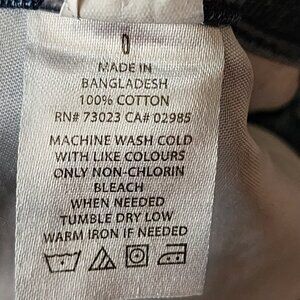 0
MADE IN
BANGLADESH
100% COTTON
RN# 73023 CA# 02985
MACHINE WASH COLD
WITH LIKE COLOURS
ONLY NON-CHLORIN
BLEACH
WHEN NEEDED
TUMBLE DRY LOW
WARM IRON IF NEEDED